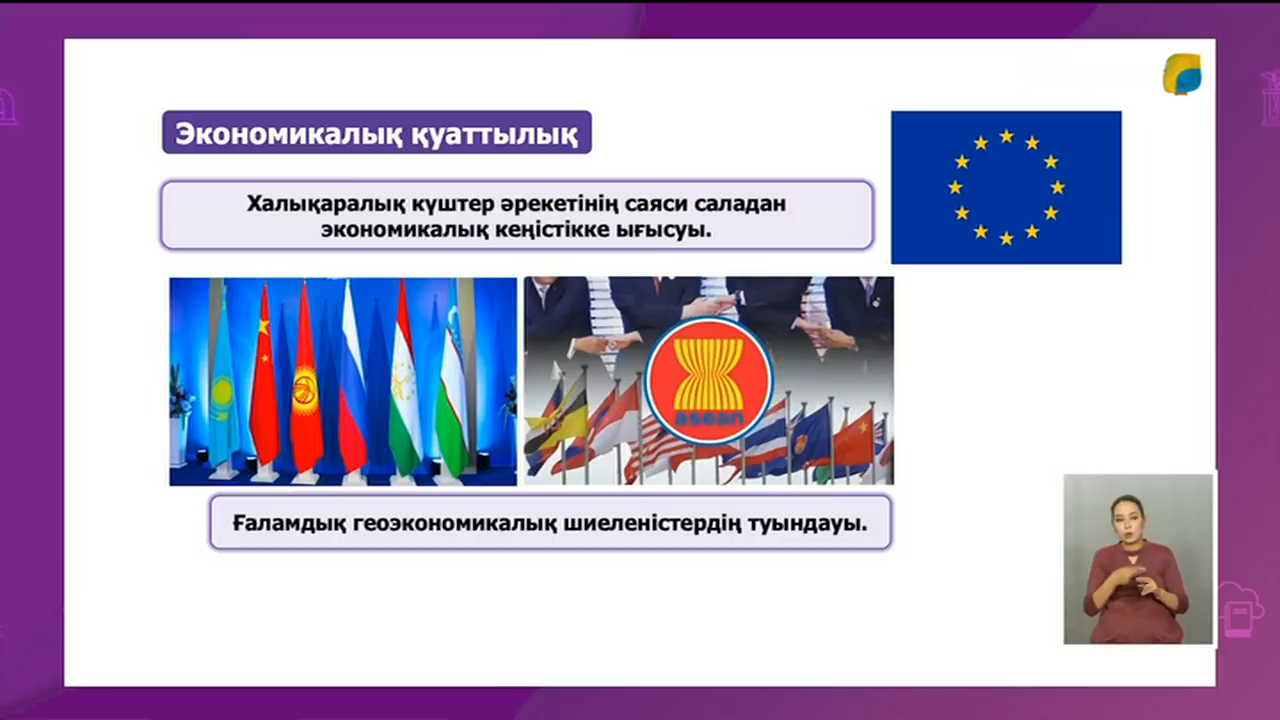 Экономикалық қуаттылық
Халықаралық күштер әрекетінің саяси саладан
экономикалық кеңістікке ығысуы.
asean
Ғаламдық геоэкономикалық шиеленістердің туындауы.